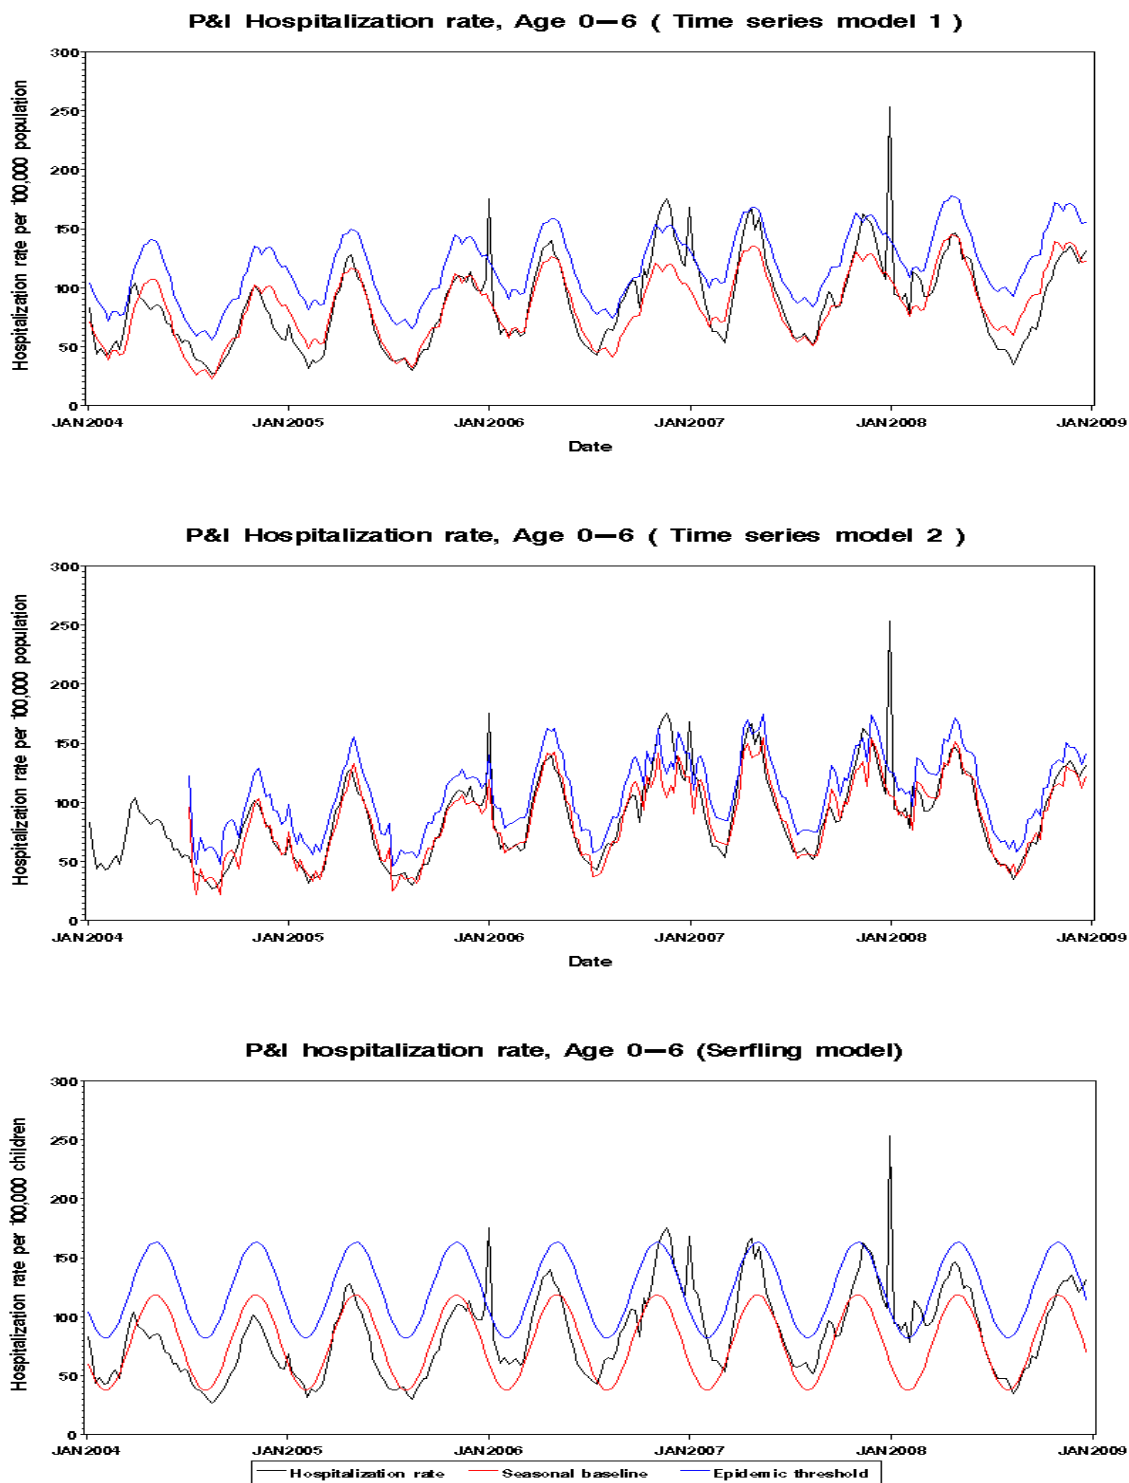 P&I Hospitalization rate, Age 0—6 ( Time series model 1 )
Hospitalization rate per 100,000 population
300
250
200
150
100
50
0
JAN2004 JAN2005 JAN2006 JAN2007 JAN2008 JAN2009
Date
P&I Hospitalization rate, Age 0—6 ( Time series model 2 )
Hospitalization rate per 100,000 population
300
250
200
150
100
50
0
JAN2004 JAN2005 JAN2006 JAN2007 JAN2008 JAN2009
Date
P&I hospitalization rate, Age 0—6 (Serfling model)
Hospitalization rate per 100,000 children
300
250
200
150
100
50
0
JAN2004 JAN2005 JAN2006 JAN2007 JAN2008 JAN2009
Hospitalization rate Seasonal baseline Epidemic threshold